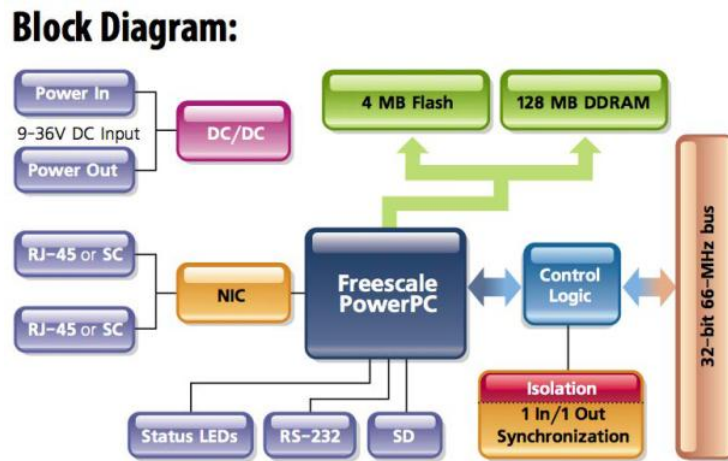 Block Diagram:
Power In
9-36V DC Input
Power Out
DC/DC
4 MB Flash
128 MB DDRAM
RJ-45 or SC
RJ-45 or SC
NIC
Freescale
PowerPC
Control
Logic
32-bit 66-MHz bus
Isolation
1 In/1 Out
Synchronization
Status LEDs
RS-232
SD